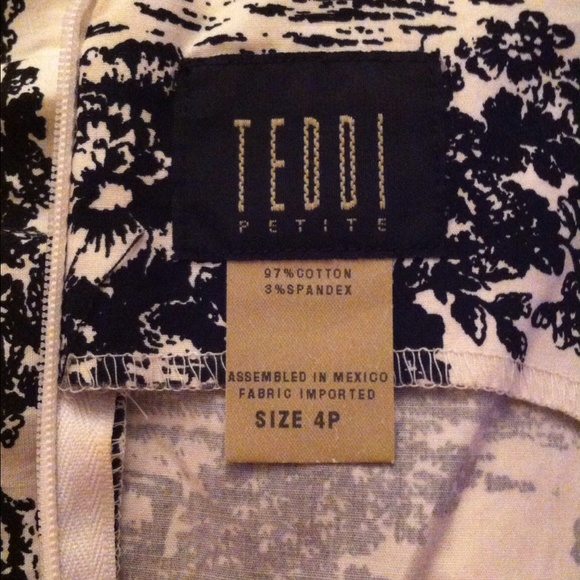 TEDDI
PETITE
97%COTTON
3%SPANDEX
ASSEMBLED IN MEXICO
FABRIC IMPORTED
SIZE 4P